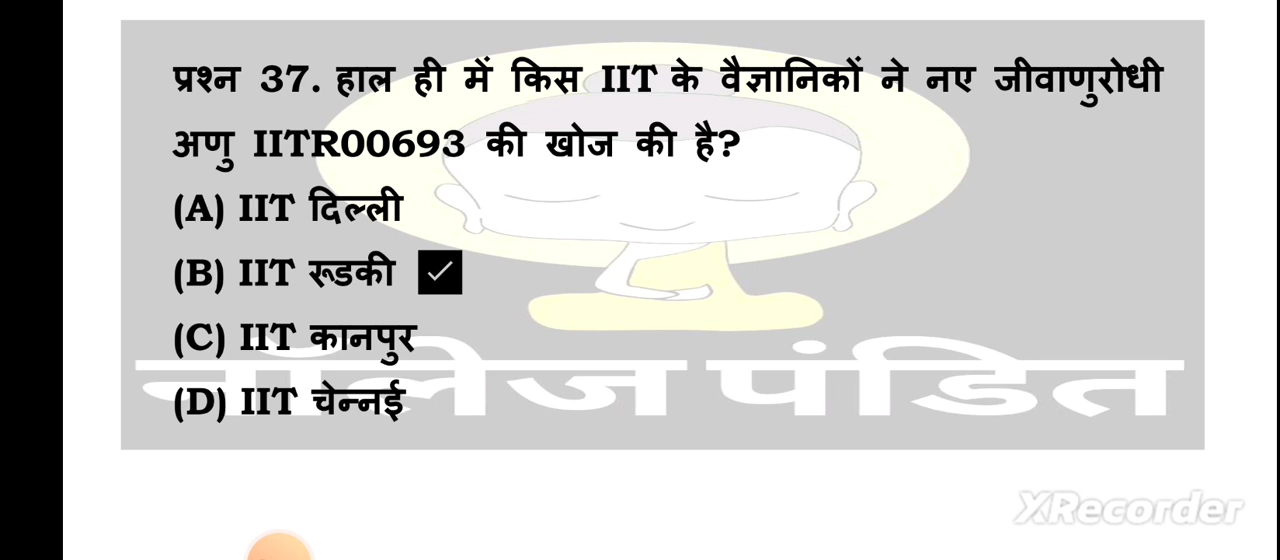 प्रश्न 37. हाल ही में किस IIT के वैज्ञानिकों ने नए जीवाणुरोधी
अणु IITR00693 की खोज की है?
(A) IIT दिल्ली
(B) IIT रूडकी
(C) IIT कानपुर
(D) IIT चेन्नई
नॉलेज पंडित
XRecorder